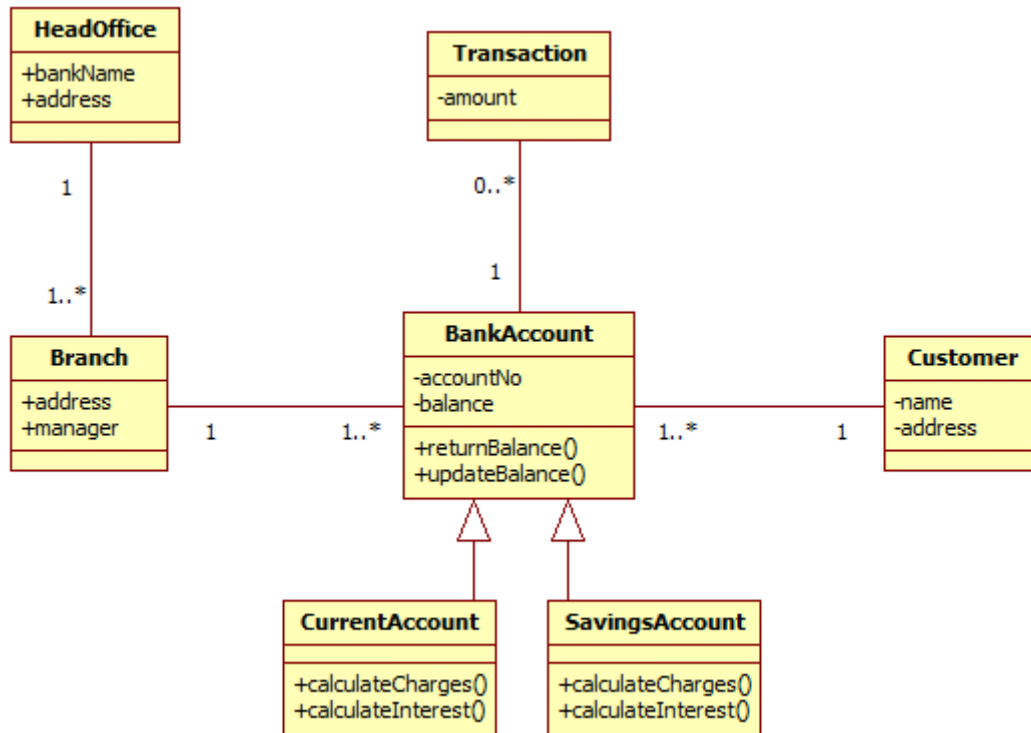 HeadOffice
+bankName
+address
Transaction
-amount
1
0..*
1..*
1
Branch
+address
+manager
1
1..*
BankAccount
-accountNo
-balance
+returnBalance()
+updateBalance()
1..*
1
Customer
-name
-address
CurrentAccount
+calculateCharges()
+calculateInterest()
SavingsAccount
+calculateCharges()
+calculateInterest()